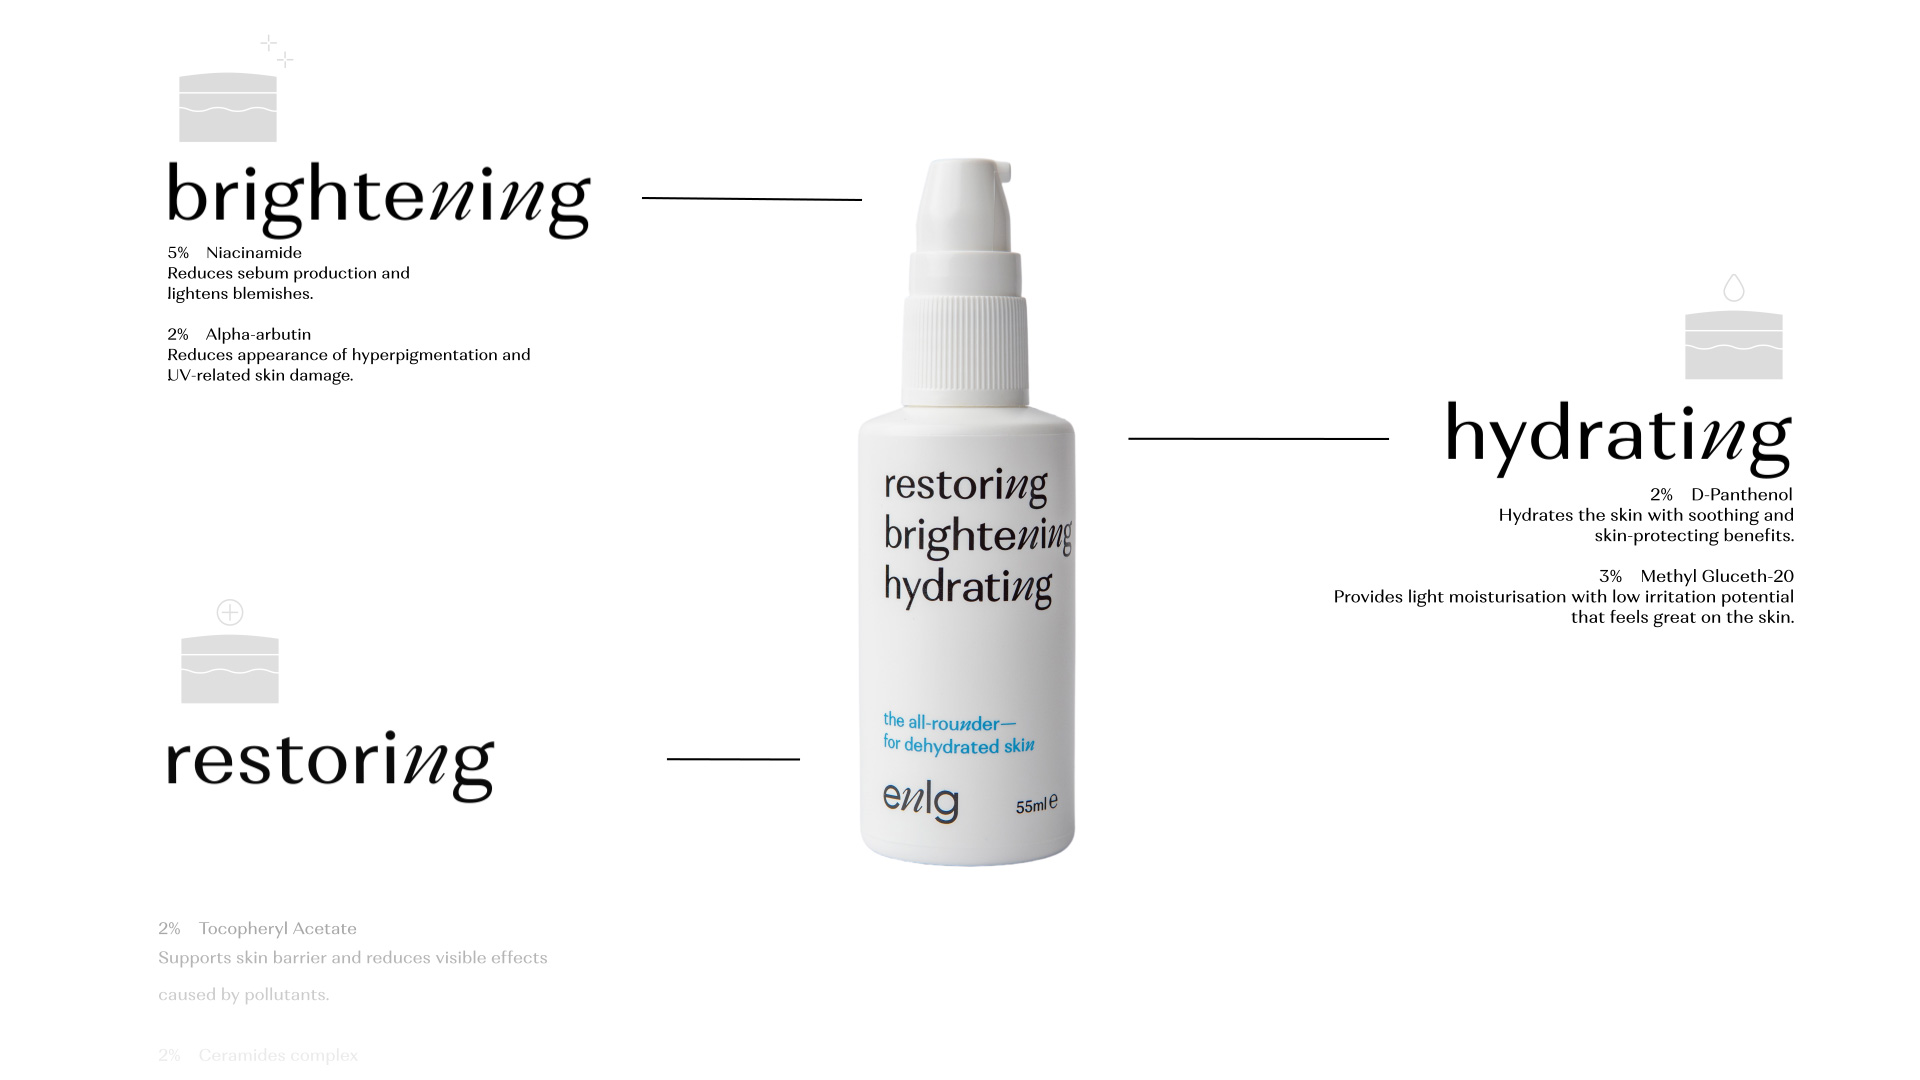 brightening
5% Niacinamide
Reduces sebum production and
lightens blemishes.
2% Alpha-arbutin
Reduces appearance of hyperpigmentation and
UV-related skin damage.
restoring
2% Tocopheryl Acetate
Supports skin barrier and reduces visible effects
caused by pollutants.
2% Ceramides complex
restoring
brightening
hydrating
the all-rounder—
for dehydrated skin
enlg
55ml ℮
hydrating
2% D-Panthenol
Hydrates the skin with soothing and
skin-protecting benefits.
3% Methyl Gluceth-20
Provides light moisturisation with low irritation potential
that feels great on the skin.